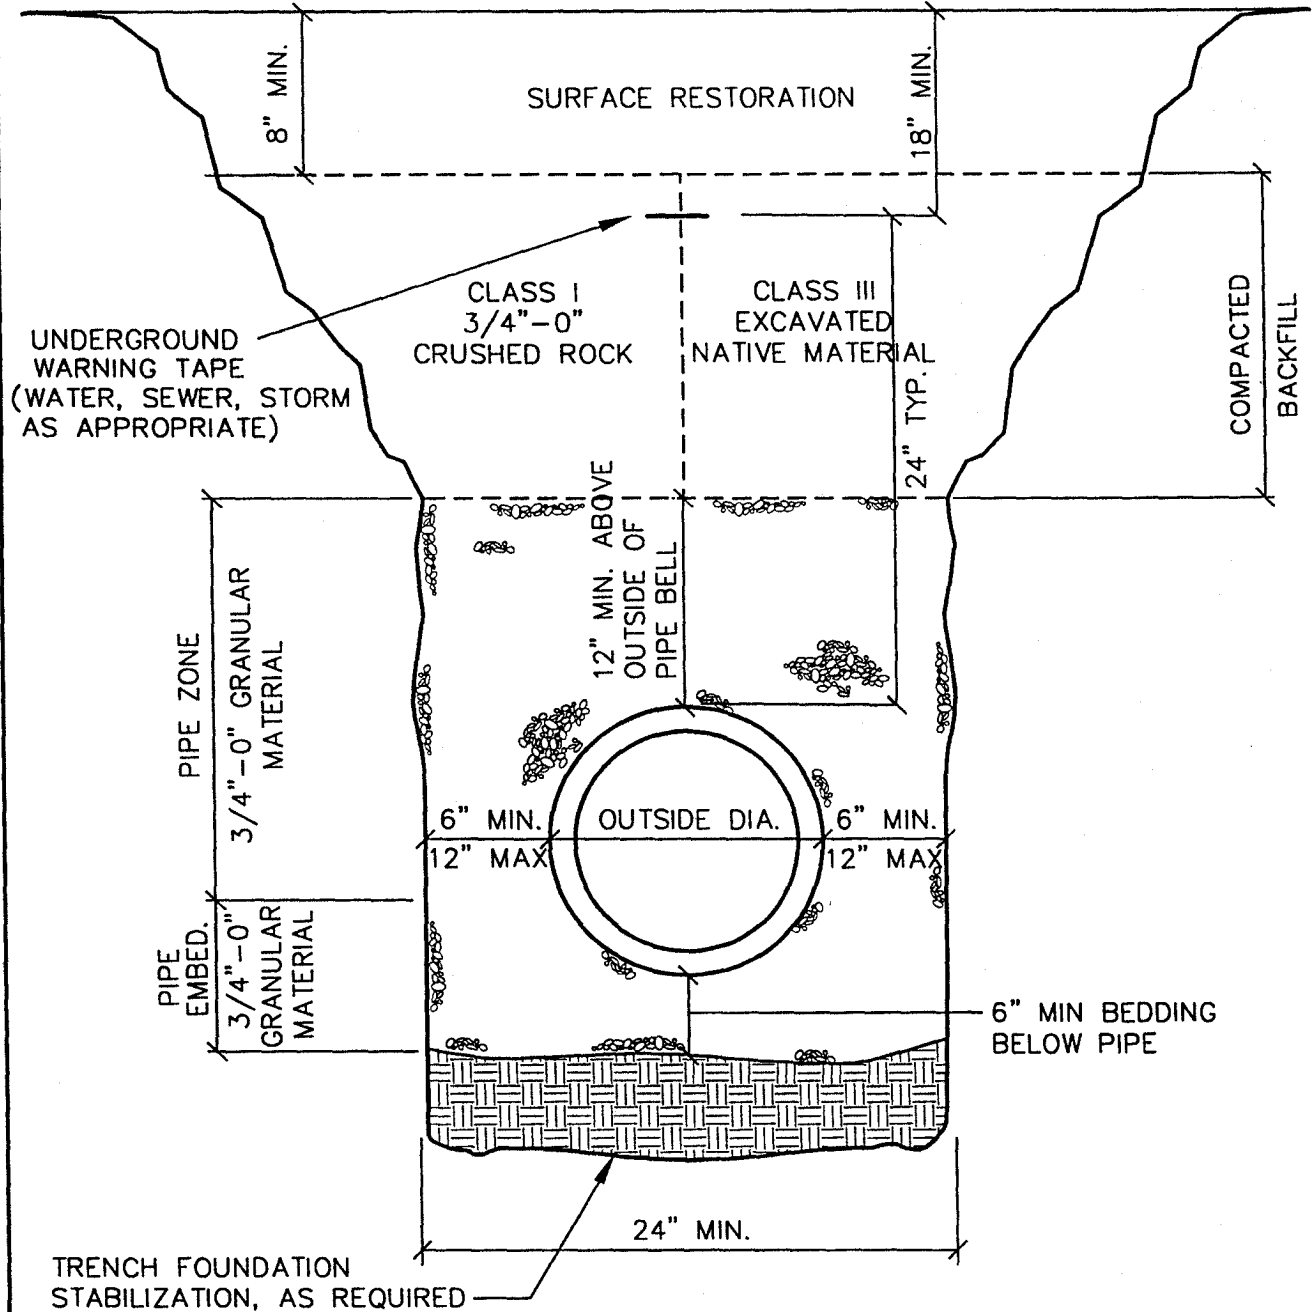 8" MIN.
SURFACE RESTORATION
18" MIN.
UNDERGROUND
WARNING TAPE
(WATER, SEWER, STORM
AS APPROPRIATE)
CLASS I
3/4"-0"
CRUSHED ROCK
CLASS III
EXCAVATED
NATIVE MATERIAL
24" TYP.
COMPACTED
BACKFILL
12" MIN. ABOVE
OUTSIDE OF
PIPE BELL
PIPE ZONE
3/4"-0" GRANULAR
MATERIAL
6" MIN.
12" MAX
OUTSIDE DIA.
6" MIN.
12" MAX
PIPE
EMBED.
3/4"-0"
GRANULAR
MATERIAL
6" MIN BEDDING
BELOW PIPE
24" MIN.
TRENCH FOUNDATION
STABILIZATION, AS REQUIRED